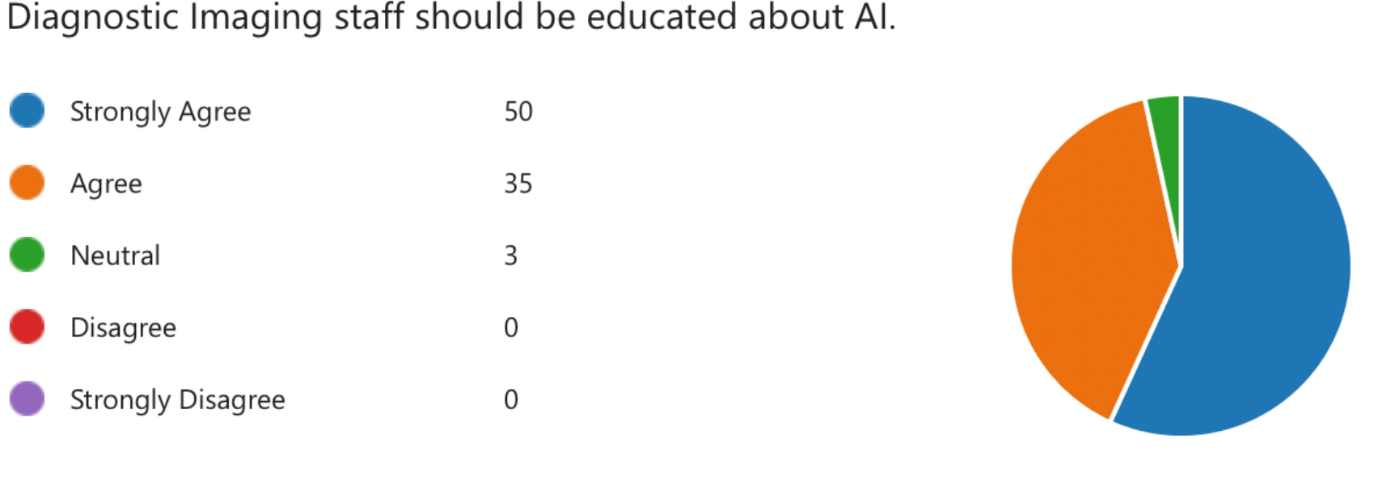 Diagnostic Imaging staff should be educated about AI.
Strongly Agree 50
Agree 35
Neutral 3
Disagree 0
Strongly Disagree 0